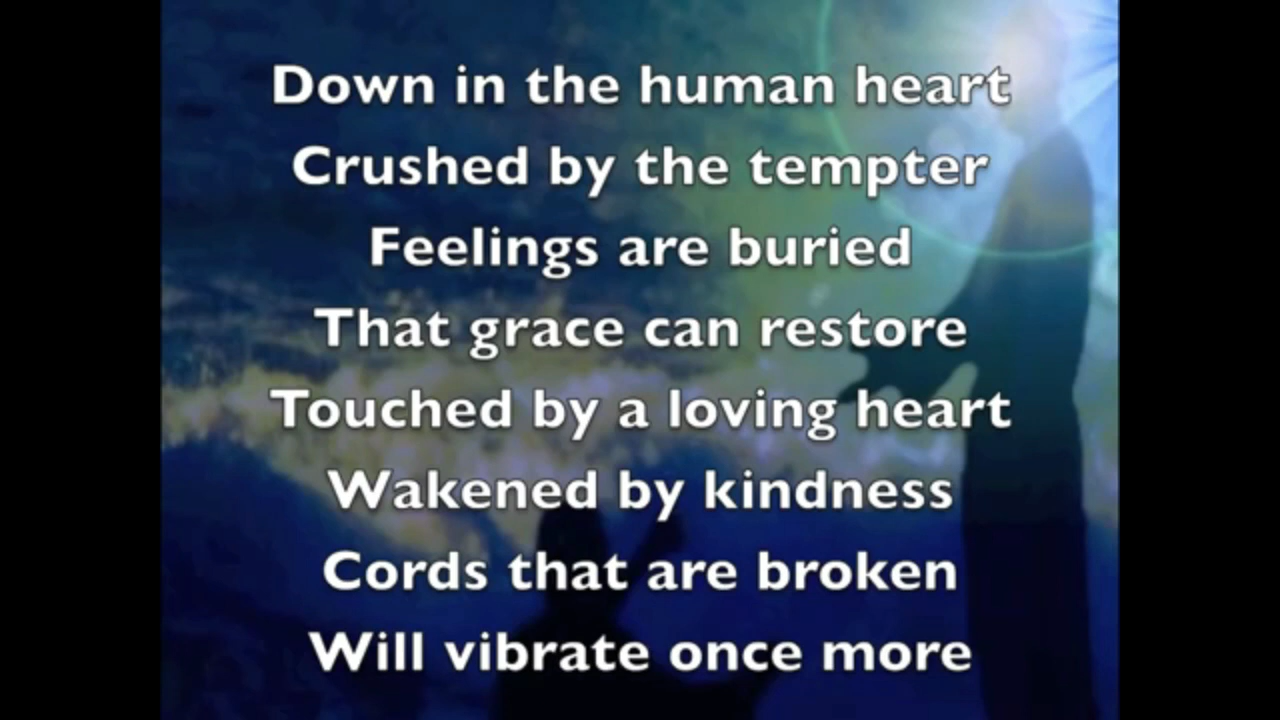 Down in the human heart
Crushed by the tempter
Feelings are buried
That grace can restore
Touched by a loving heart
Wakened by kindness
Cords that are broken
Will vibrate once more